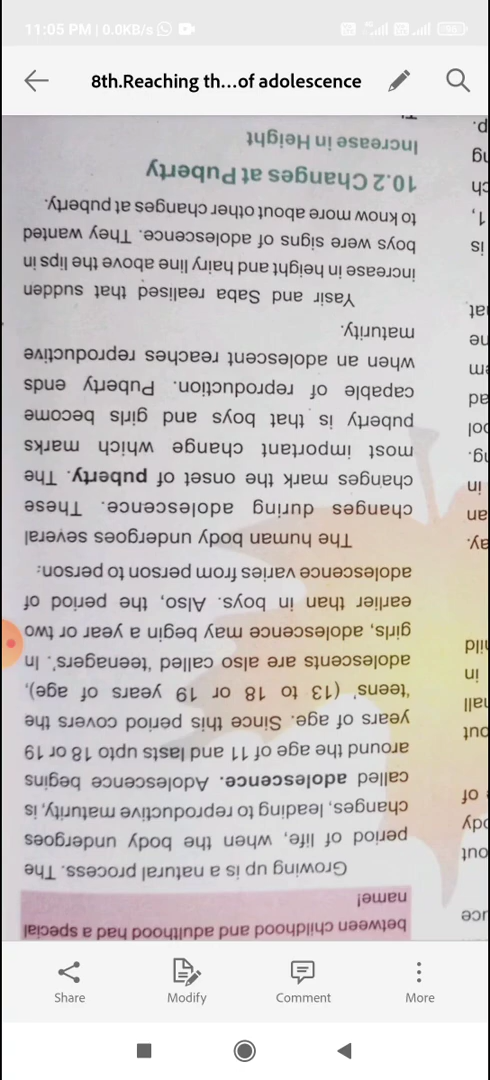 11:05 PM | 0.0KB/s
8th.Reaching th...of adolescence
between childhood and adulthood had a special
name!
Growing up is a natural process. The
period of life, when the body undergoes
changes, leading to reproductive maturity, is
called adolescence. Adolescence begins
around the age of 11 and lasts upto 18 or 19
years of age. Since this period covers the
'teens' (13 to 18 or 19 years of age),
adolescents are also called 'teenagers'. In
girls, adolescence may begin a year or two
earlier than in boys. Also, the period of
adolescence varies from person to person.
The human body undergoes several
changes during adolescence. These
changes mark the onset of puberty. The
most important change which marks
puberty is that boys and girls become
capable of reproduction. Puberty ends
when an adolescent reaches reproductive
maturity.
Yasir and Saba realised that sudden
increase in height and hairy line above the lips in
boys were signs of adolescence. They wanted
to know more about other changes at puberty.
10.2 Changes at Puberty
Increase in Height
Share
Modify
Comment
More